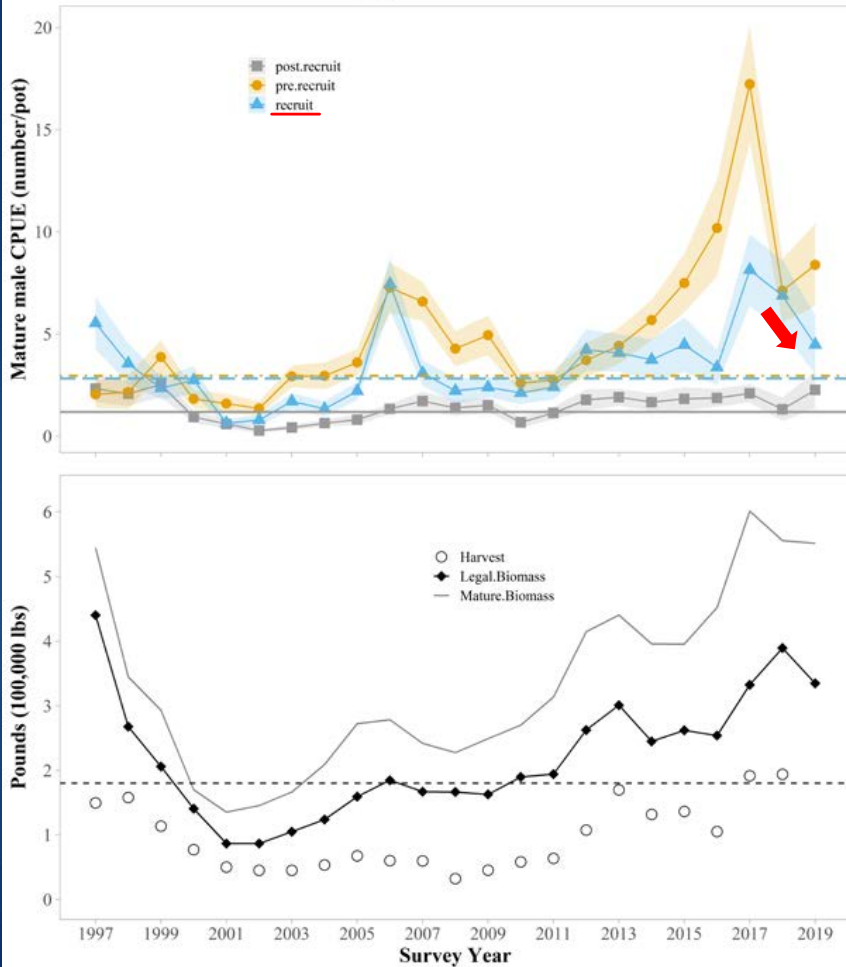 Mature male CPUE (number/pot)
20
15
10
5
0
post.recruit
pre.recruit
recruit
Pounds (100,000 lbs)
6
5
4
3
2
1
0
Harvest
Legal.Biomass
Mature.Biomass
1997 1999 2001 2003 2005 2007 2009 2011 2013 2015 2017 2019
Survey Year